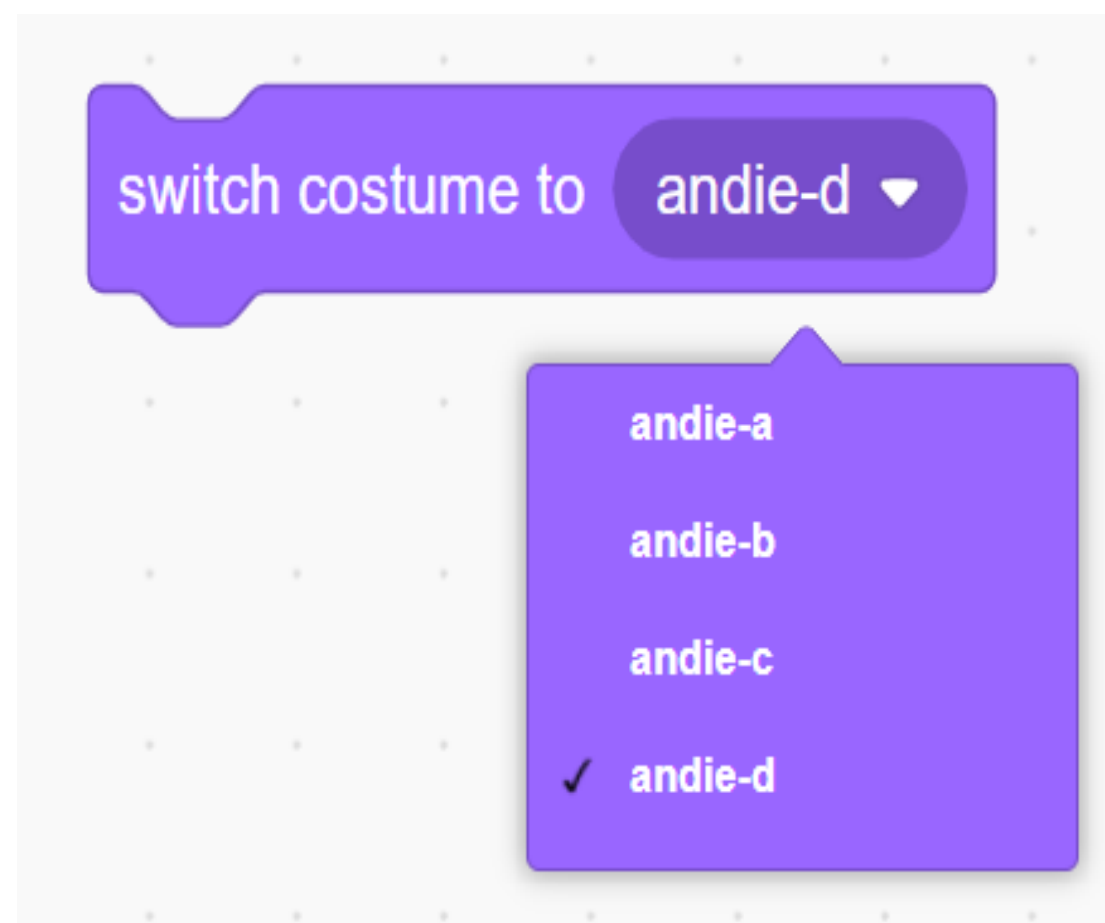 switch costume to andie-d
andie-a
andie-b
andie-c
✓ andie-d